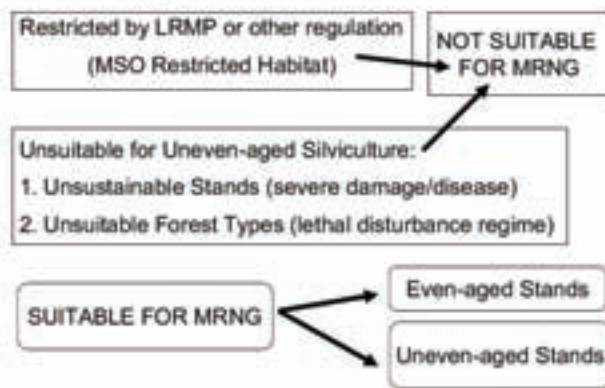 Restricted by LRMP or other regulation
(MSO Restricted Habitat)
NOT SUITABLE
FOR MRNG
Unsuitable for Uneven-aged Silviculture:
1. Unsustainable Stands (severe damage/disease)
2. Unsuitable Forest Types (lethal disturbance regime)
SUITABLE FOR MRNG
Even-aged Stands
Uneven-aged Stands